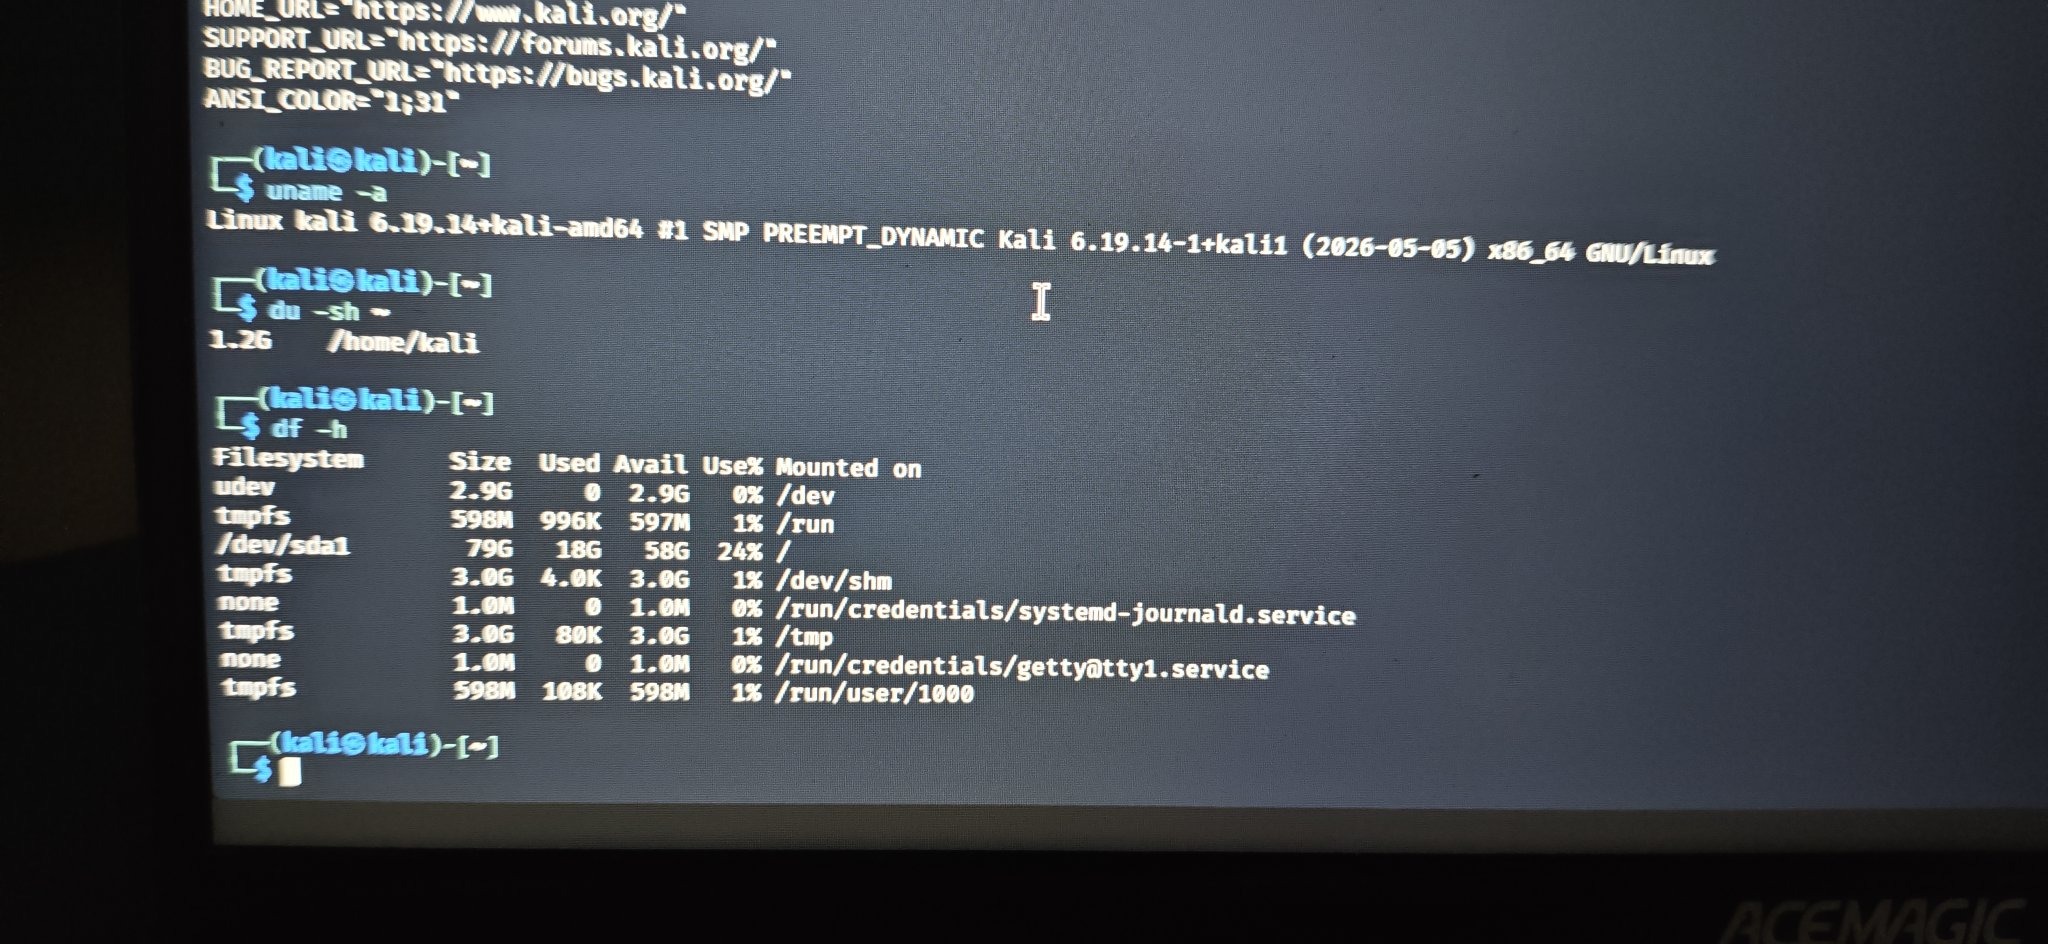 HOME_URL="https://www.kali.org/"
SUPPORT_URL="https://forums.kali.org/"
BUG_REPORT_URL="https://bugs.kali.org/"
ANSI_COLOR="1;31"
┌──(kali㉿kali)-[~]
└─$ uname -a
Linux kali 6.19.14+kali-amd64 #1 SMP PREEMPT_DYNAMIC Kali 6.19.14-1+kali1 (2026-05-05) x86_64 GNU/Linux
┌──(kali㉿kali)-[~]
└─$ du -sh ~
1.2G    /home/kali
┌──(kali㉿kali)-[~]
└─$ df -h
Filesystem      Size  Used Avail Use% Mounted on
udev            2.9G     0  2.9G   0% /dev
tmpfs           598M  996K  597M   1% /run
/dev/sda1        79G   18G   58G  24% /
tmpfs           3.0G  4.0K  3.0G   1% /dev/shm
none            1.0M     0  1.0M   0% /run/credentials/systemd-journald.service
tmpfs           3.0G   80K  3.0G   1% /tmp
none            1.0M     0  1.0M   0% /run/credentials/getty@tty1.service
tmpfs           598M  108K  598M   1% /run/user/1000
┌──(kali㉿kali)-[~]
└─$
ACEMAGIC